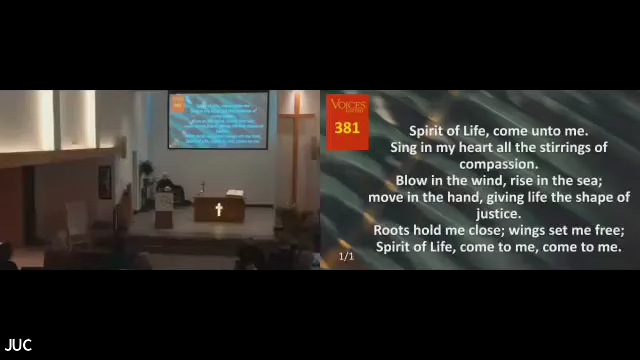 VOICES
UNITED
381
Spirit of Life, come unto me.
Sing in my heart all the stirrings of
compassion.
Blow in the wind, rise in the sea;
move in the hand, giving life the shape of
justice.
Roots hold me close; wings set me free;
Spirit of Life, come to me, come to me.
1/1
JUC